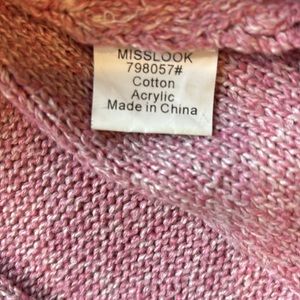 MISSLOOK
798057#
Cotton
Acrylic
Made in China